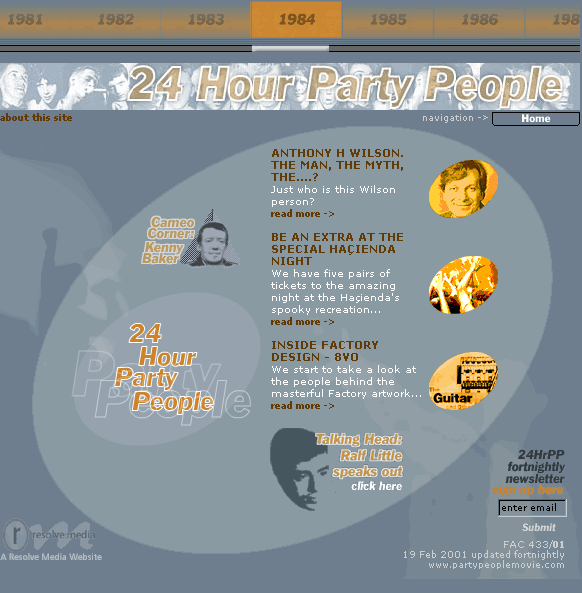 1981 1982 1983 1984 1985 1986 198
24 Hour Party People
about this site
navigation -> Home
ANTHONY H WILSON.
THE MAN, THE MYTH,
THE....?
Just who is this Wilson
person?
read more ->
Cameo
Corner:
Kenny
Baker
BE AN EXTRA AT THE
SPECIAL HAÇIENDA
NIGHT
We have five pairs of
tickets to the amazing
night at the Haçienda's
spooky recreation...
read more ->
24
Hour
Party
People
Party
People
INSIDE FACTORY
DESIGN - 8VO
We start to take a look at
the people behind the
masterful Factory artwork...
read more ->
The
Guitar
Talking Head:
Ralf Little
speaks out
click here
24HrPP
fortnightly
newsletter
sign up here
enter email
Submit
r resolve:media
rm
A Resolve Media Website
FAC 433/01
19 Feb 2001 updated fortnightly
www.partypeoplemovie.com